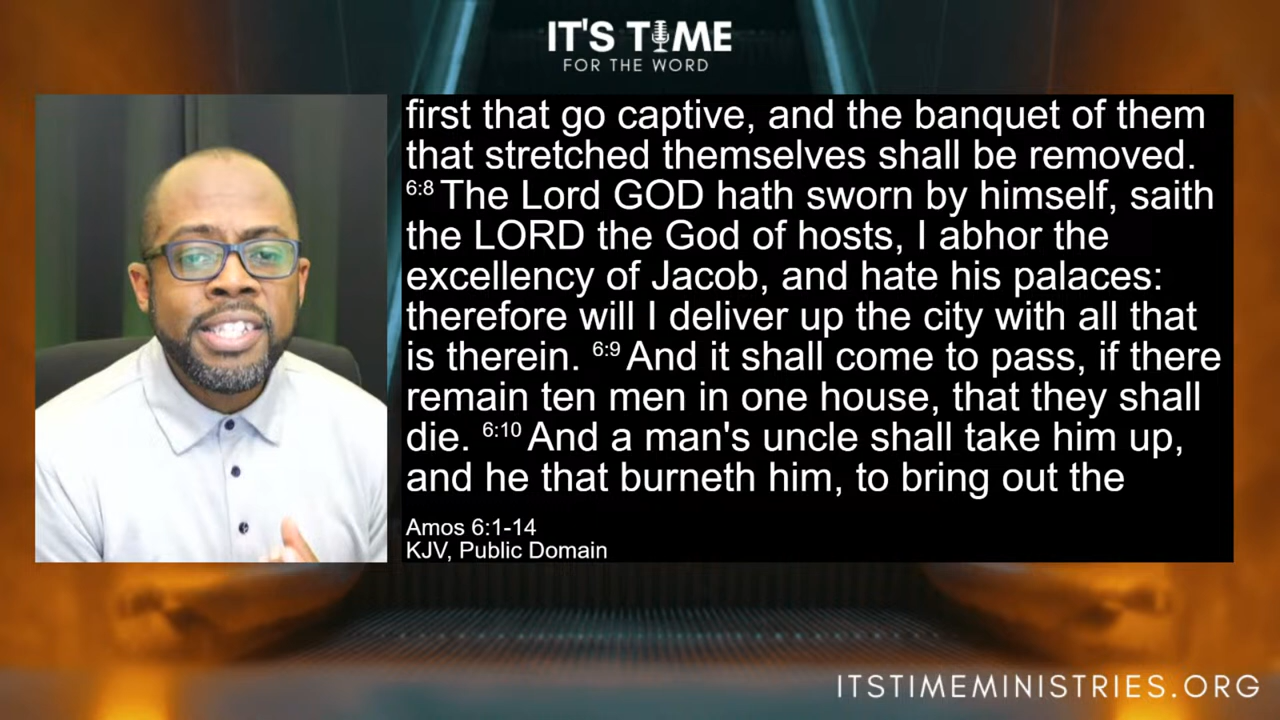 IT'S TIME
FOR THE WORD
first that go captive, and the banquet of them
that stretched themselves shall be removed.
6:8 The Lord GOD hath sworn by himself, saith
the LORD the God of hosts, I abhor the
excellency of Jacob, and hate his palaces:
therefore will I deliver up the city with all that
is therein. 6:9 And it shall come to pass, if there
remain ten men in one house, that they shall
die. 6:10 And a man's uncle shall take him up,
and he that burneth him, to bring out the
Amos 6:1-14
KJV, Public Domain
ITSTIMEMINISTRIES.ORG